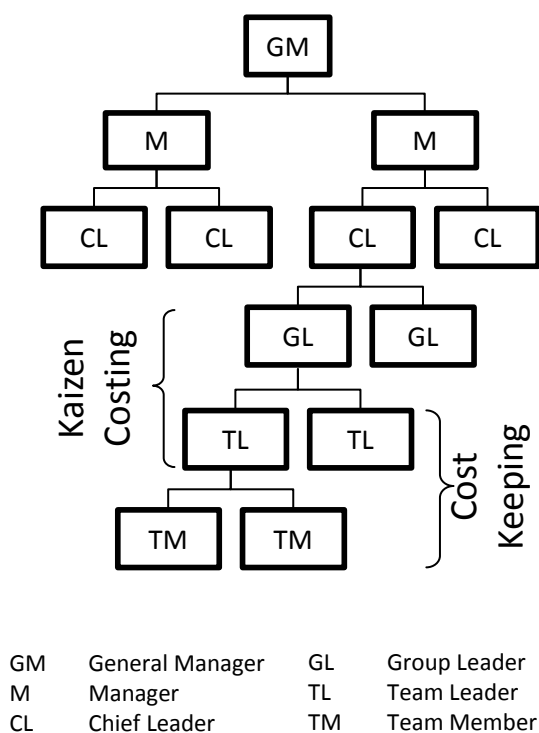 GM
M M
CL CL CL CL
GL GL
Kaizen
Costing
TL TL
Cost
Keeping
TM TM
GM General Manager GL Group Leader
M Manager TL Team Leader
CL Chief Leader TM Team Member